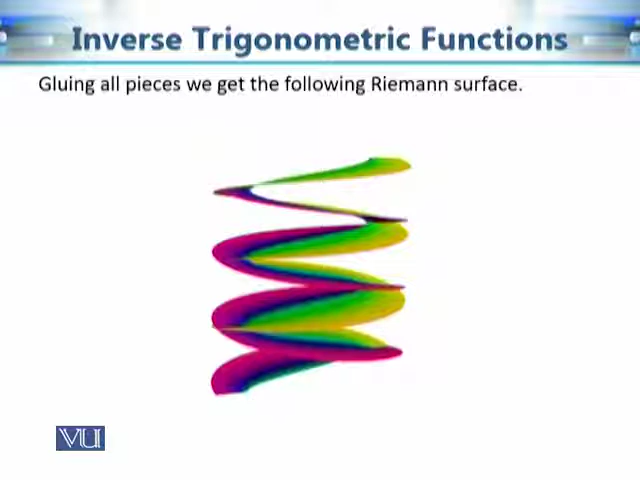 Inverse Trigonometric Functions
Gluing all pieces we get the following Riemann surface.
VU